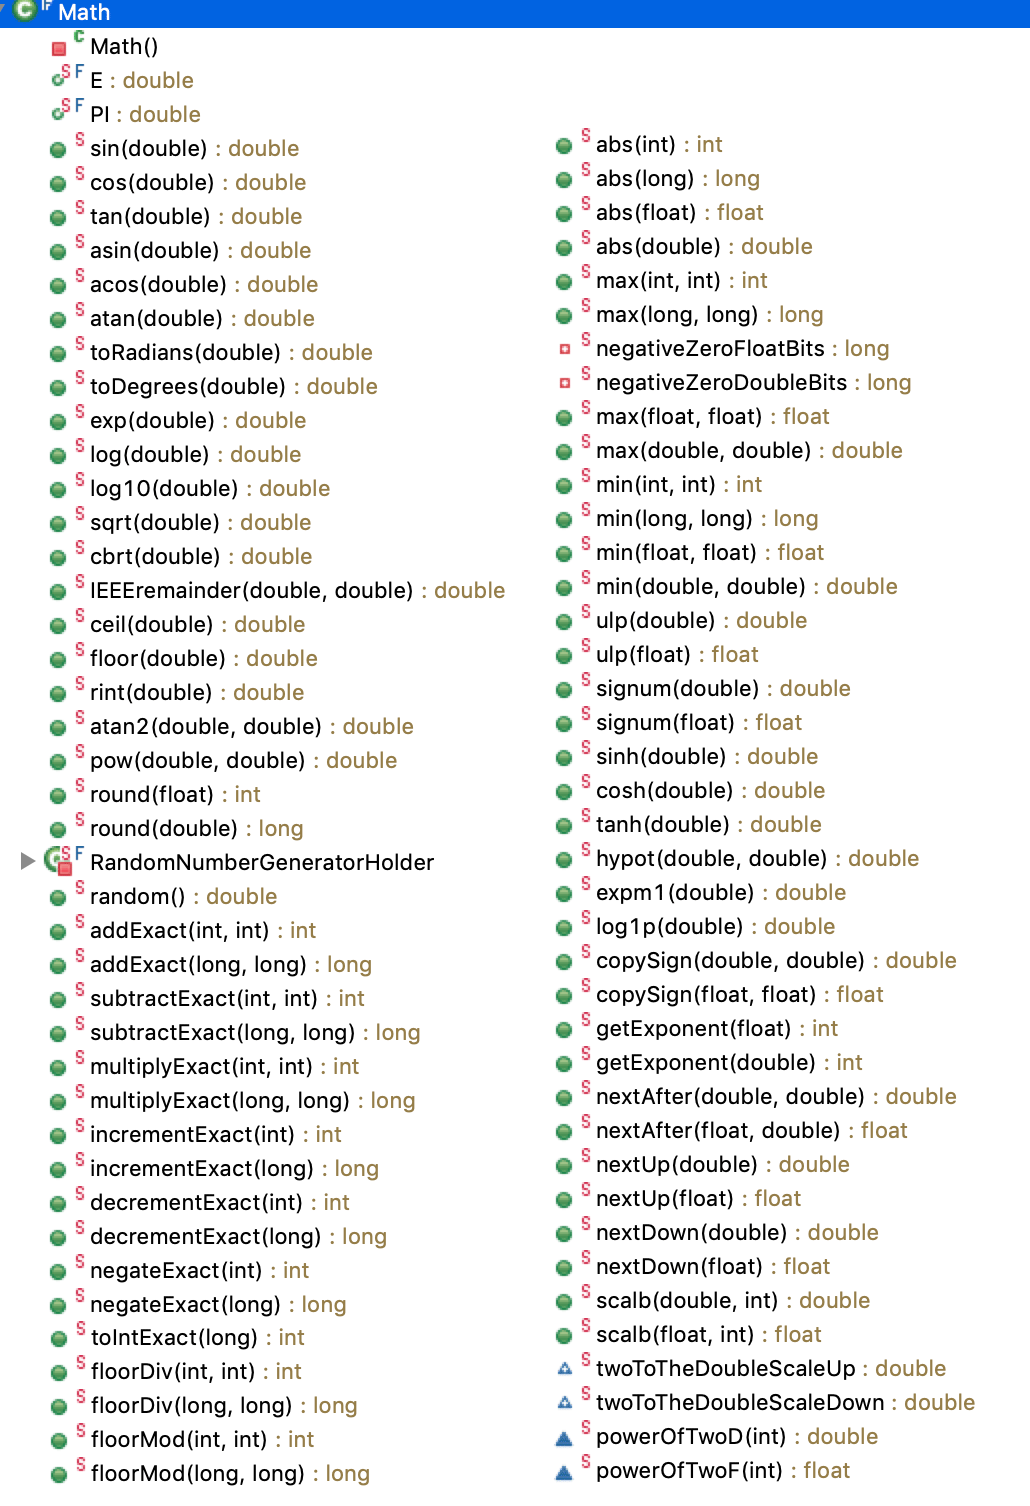 Math
Math()
E : double
PI : double
sin(double) : double
cos(double) : double
tan(double) : double
asin(double) : double
acos(double) : double
atan(double) : double
toRadians(double) : double
toDegrees(double) : double
exp(double) : double
log(double) : double
log10(double) : double
sqrt(double) : double
cbrt(double) : double
IEEEremainder(double, double) : double
ceil(double) : double
floor(double) : double
rint(double) : double
atan2(double, double) : double
pow(double, double) : double
round(float) : int
round(double) : long
RandomNumberGeneratorHolder
random() : double
addExact(int, int) : int
addExact(long, long) : long
subtractExact(int, int) : int
subtractExact(long, long) : long
multiplyExact(int, int) : int
multiplyExact(long, long) : long
incrementExact(int) : int
incrementExact(long) : long
decrementExact(int) : int
decrementExact(long) : long
negateExact(int) : int
negateExact(long) : long
toIntExact(long) : int
floorDiv(int, int) : int
floorDiv(long, long) : long
floorMod(int, int) : int
floorMod(long, long) : long
abs(int) : int
abs(long) : long
abs(float) : float
abs(double) : double
max(int, int) : int
max(long, long) : long
negativeZeroFloatBits : long
negativeZeroDoubleBits : long
max(float, float) : float
max(double, double) : double
min(int, int) : int
min(long, long) : long
min(float, float) : float
min(double, double) : double
ulp(double) : double
ulp(float) : float
signum(double) : double
signum(float) : float
sinh(double) : double
cosh(double) : double
tanh(double) : double
hypot(double, double) : double
expm1(double) : double
log1p(double) : double
copySign(double, double) : double
copySign(float, float) : float
getExponent(float) : int
getExponent(double) : int
nextAfter(double, double) : double
nextAfter(float, double) : float
nextUp(double) : double
nextUp(float) : float
nextDown(double) : double
nextDown(float) : float
scalb(double, int) : double
scalb(float, int) : float
twoToTheDoubleScaleUp : double
twoToTheDoubleScaleDown : double
powerOfTwoD(int) : double
powerOfTwoF(int) : float